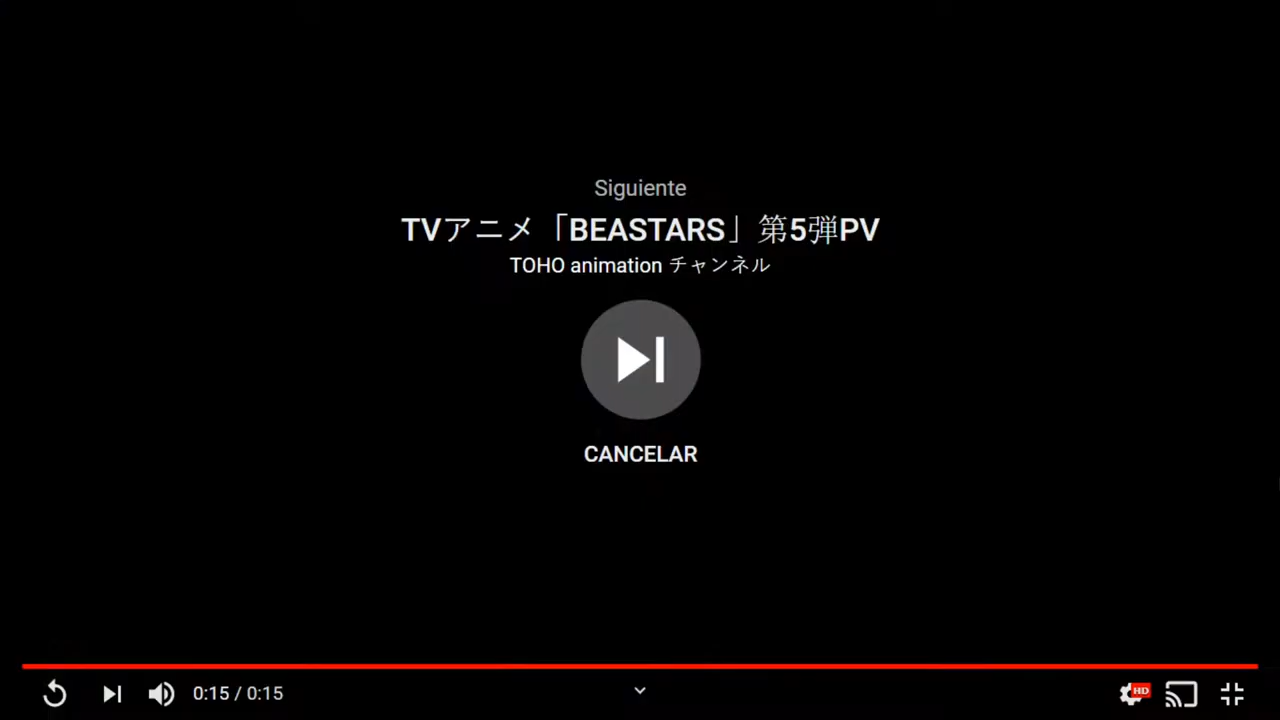 Siguiente
TVアニメ「BEASTARS」第5弾PV
TOHO animation チャンネル
CANCELAR
0:15 / 0:15
HD